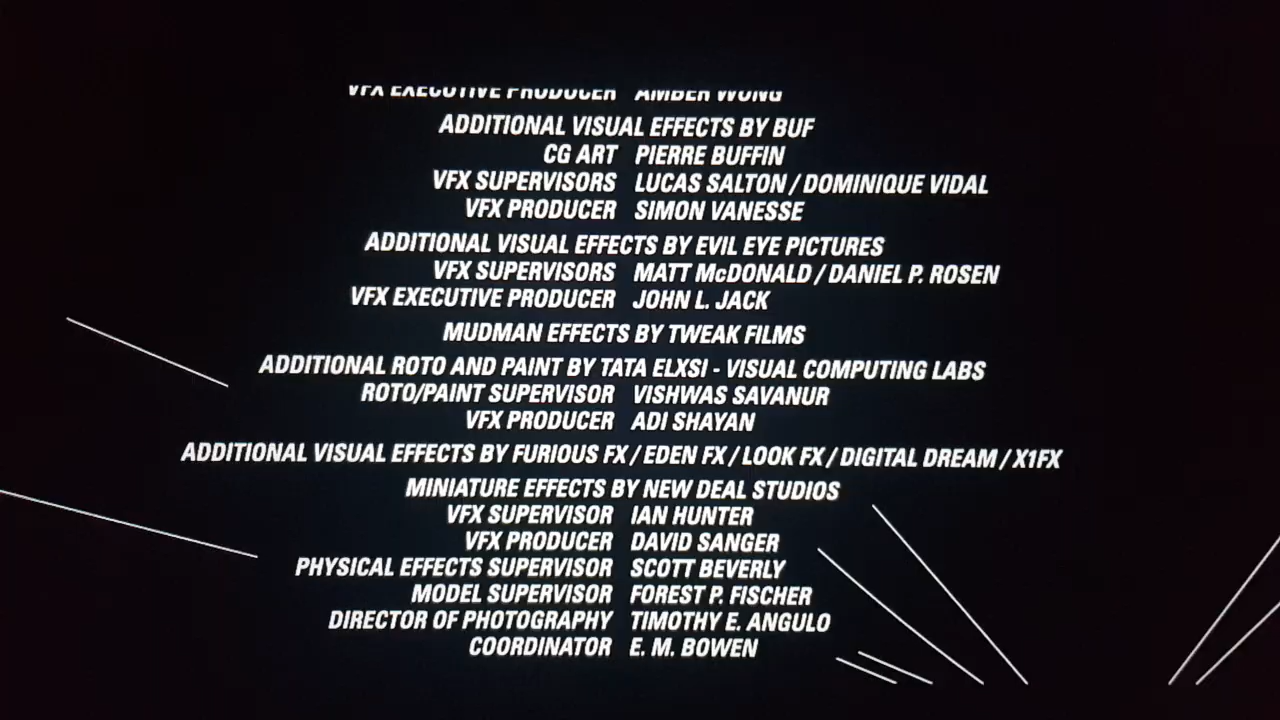 VFX EXECUTIVE PRODUCER AMBER WONG
ADDITIONAL VISUAL EFFECTS BY BUF
CG ART PIERRE BUFFIN
VFX SUPERVISORS LUCAS SALTON / DOMINIQUE VIDAL
VFX PRODUCER SIMON VANESSE
ADDITIONAL VISUAL EFFECTS BY EVIL EYE PICTURES
VFX SUPERVISORS MATT McDONALD / DANIEL P. ROSEN
VFX EXECUTIVE PRODUCER JOHN L. JACK
MUDMAN EFFECTS BY TWEAK FILMS
ADDITIONAL ROTO AND PAINT BY TATA ELXSI - VISUAL COMPUTING LABS
ROTO/PAINT SUPERVISOR VISHWAS SAVANUR
VFX PRODUCER ADI SHAYAN
ADDITIONAL VISUAL EFFECTS BY FURIOUS FX / EDEN FX / LOOK FX / DIGITAL DREAM / X1FX
MINIATURE EFFECTS BY NEW DEAL STUDIOS
VFX SUPERVISOR IAN HUNTER
VFX PRODUCER DAVID SANGER
PHYSICAL EFFECTS SUPERVISOR SCOTT BEVERLY
MODEL SUPERVISOR FOREST P. FISCHER
DIRECTOR OF PHOTOGRAPHY TIMOTHY E. ANGULO
COORDINATOR E. M. BOWEN